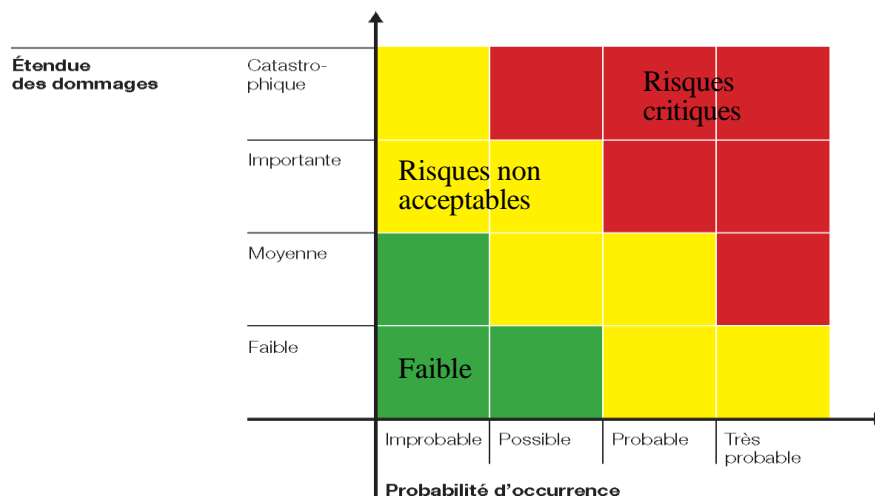 Étendue
des dommages
Catastro-
phique
Risques
critiques
Importante
Risques non
acceptables
Moyenne
Faible
Faible
Improbable
Possible
Probable
Très
probable
Probabilité d'occurrence